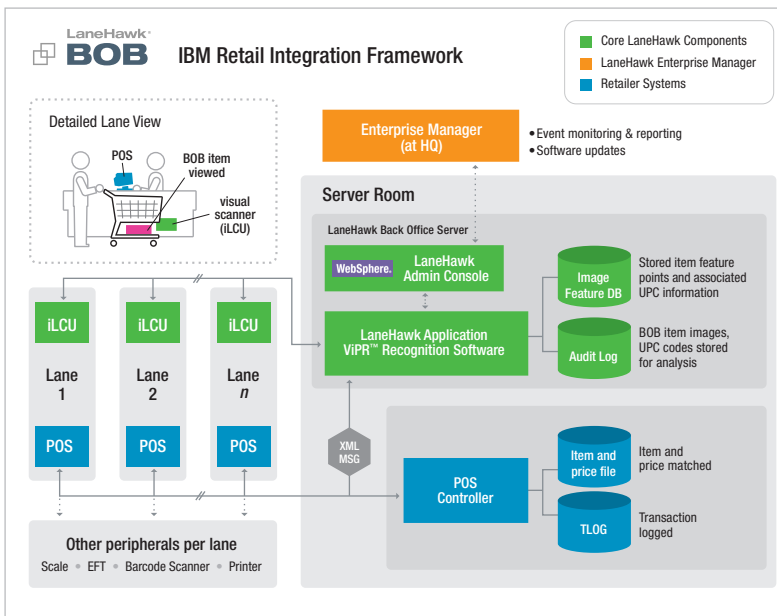 LaneHawk®
BOB
IBM Retail Integration Framework
Core LaneHawk Components
LaneHawk Enterprise Manager
Retailer Systems
Detailed Lane View
POS
BOB item
viewed
visual
scanner
(iLCU)
Enterprise Manager
(at HQ)
• Event monitoring & reporting
• Software updates
Server Room
LaneHawk Back Office Server
WebSphere.
LaneHawk
Admin Console
LaneHawk Application
ViPR™ Recognition Software
Image
Feature DB
Stored item feature
points and associated
UPC information
Audit Log
BOB item images,
UPC codes stored
for analysis
iLCU
iLCU
iLCU
Lane
1
Lane
2
Lane
n
POS
POS
POS
XML
MSG
POS
Controller
Item and
price file
Item and
price matched
TLOG
Transaction
logged
Other peripherals per lane
Scale • EFT • Barcode Scanner • Printer